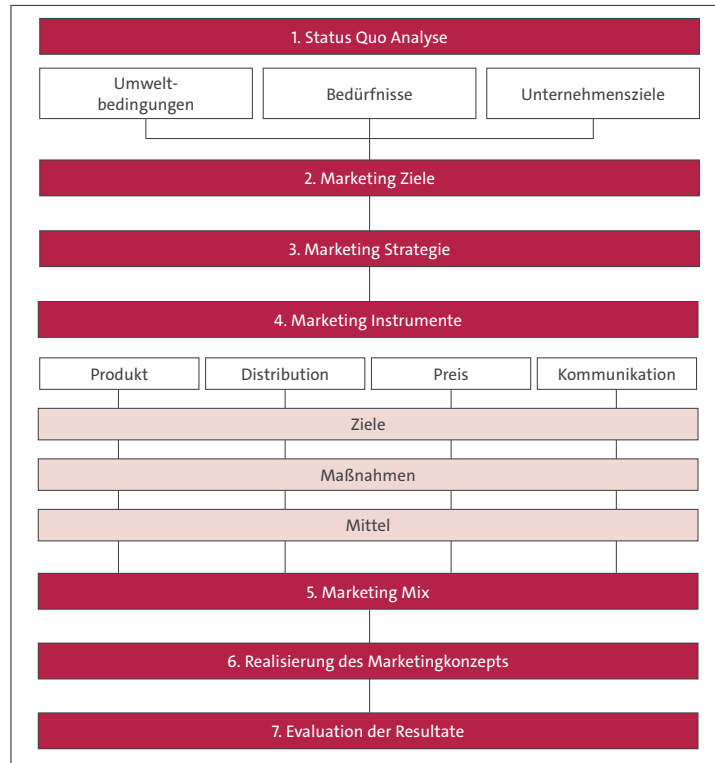 1. Status Quo Analyse
Umwelt-
bedingungen
Bedürfnisse
Unternehmensziele
2. Marketing Ziele
3. Marketing Strategie
4. Marketing Instrumente
Produkt
Distribution
Preis
Kommunikation
Ziele
Maßnahmen
Mittel
5. Marketing Mix
6. Realisierung des Marketingkonzepts
7. Evaluation der Resultate